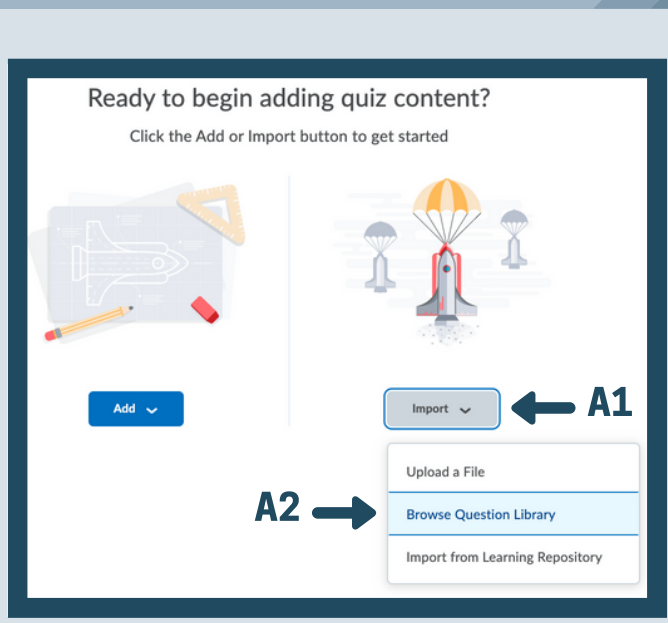 Ready to begin adding quiz content?
Click the Add or Import button to get started
Add
Import
A1
Upload a File
A2
Browse Question Library
Import from Learning Repository